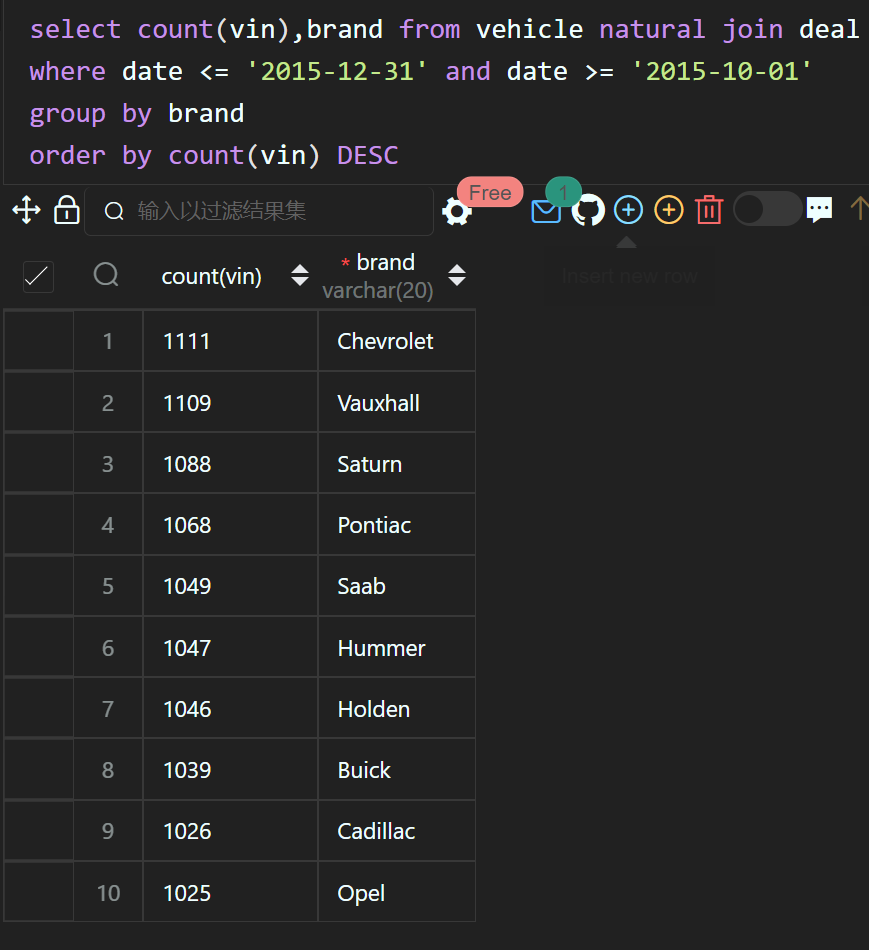 select count(vin),brand from vehicle natural join deal
where date <= '2015-12-31' and date >= '2015-10-01'
group by brand
order by count(vin) DESC
输入以过滤结果集
Free
1
Insert new row
count(vin)
* brand
varchar(20)
1 1111 Chevrolet
2 1109 Vauxhall
3 1088 Saturn
4 1068 Pontiac
5 1049 Saab
6 1047 Hummer
7 1046 Holden
8 1039 Buick
9 1026 Cadillac
10 1025 Opel